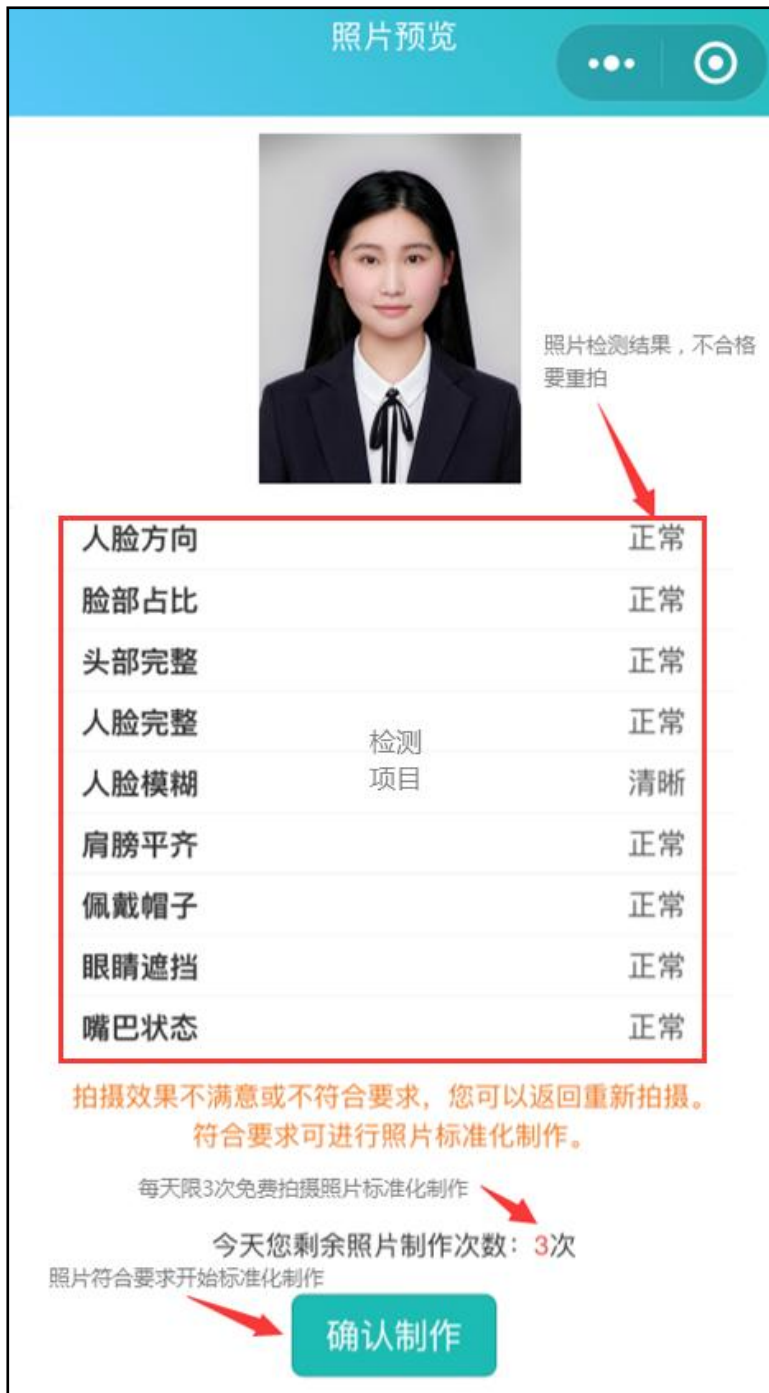 照片预览
照片检测结果，不合格
要重拍
人脸方向 正常
脸部占比 正常
头部完整 正常
人脸完整 正常
检测
项目
人脸模糊 清晰
肩膀平齐 正常
佩戴帽子 正常
眼睛遮挡 正常
嘴巴状态 正常
拍摄效果不满意或不符合要求，您可以返回重新拍摄。
符合要求可进行照片标准化制作。
每天限3次免费拍摄照片标准化制作
今天您剩余照片制作次数：3次
照片符合要求开始标准化制作
确认制作